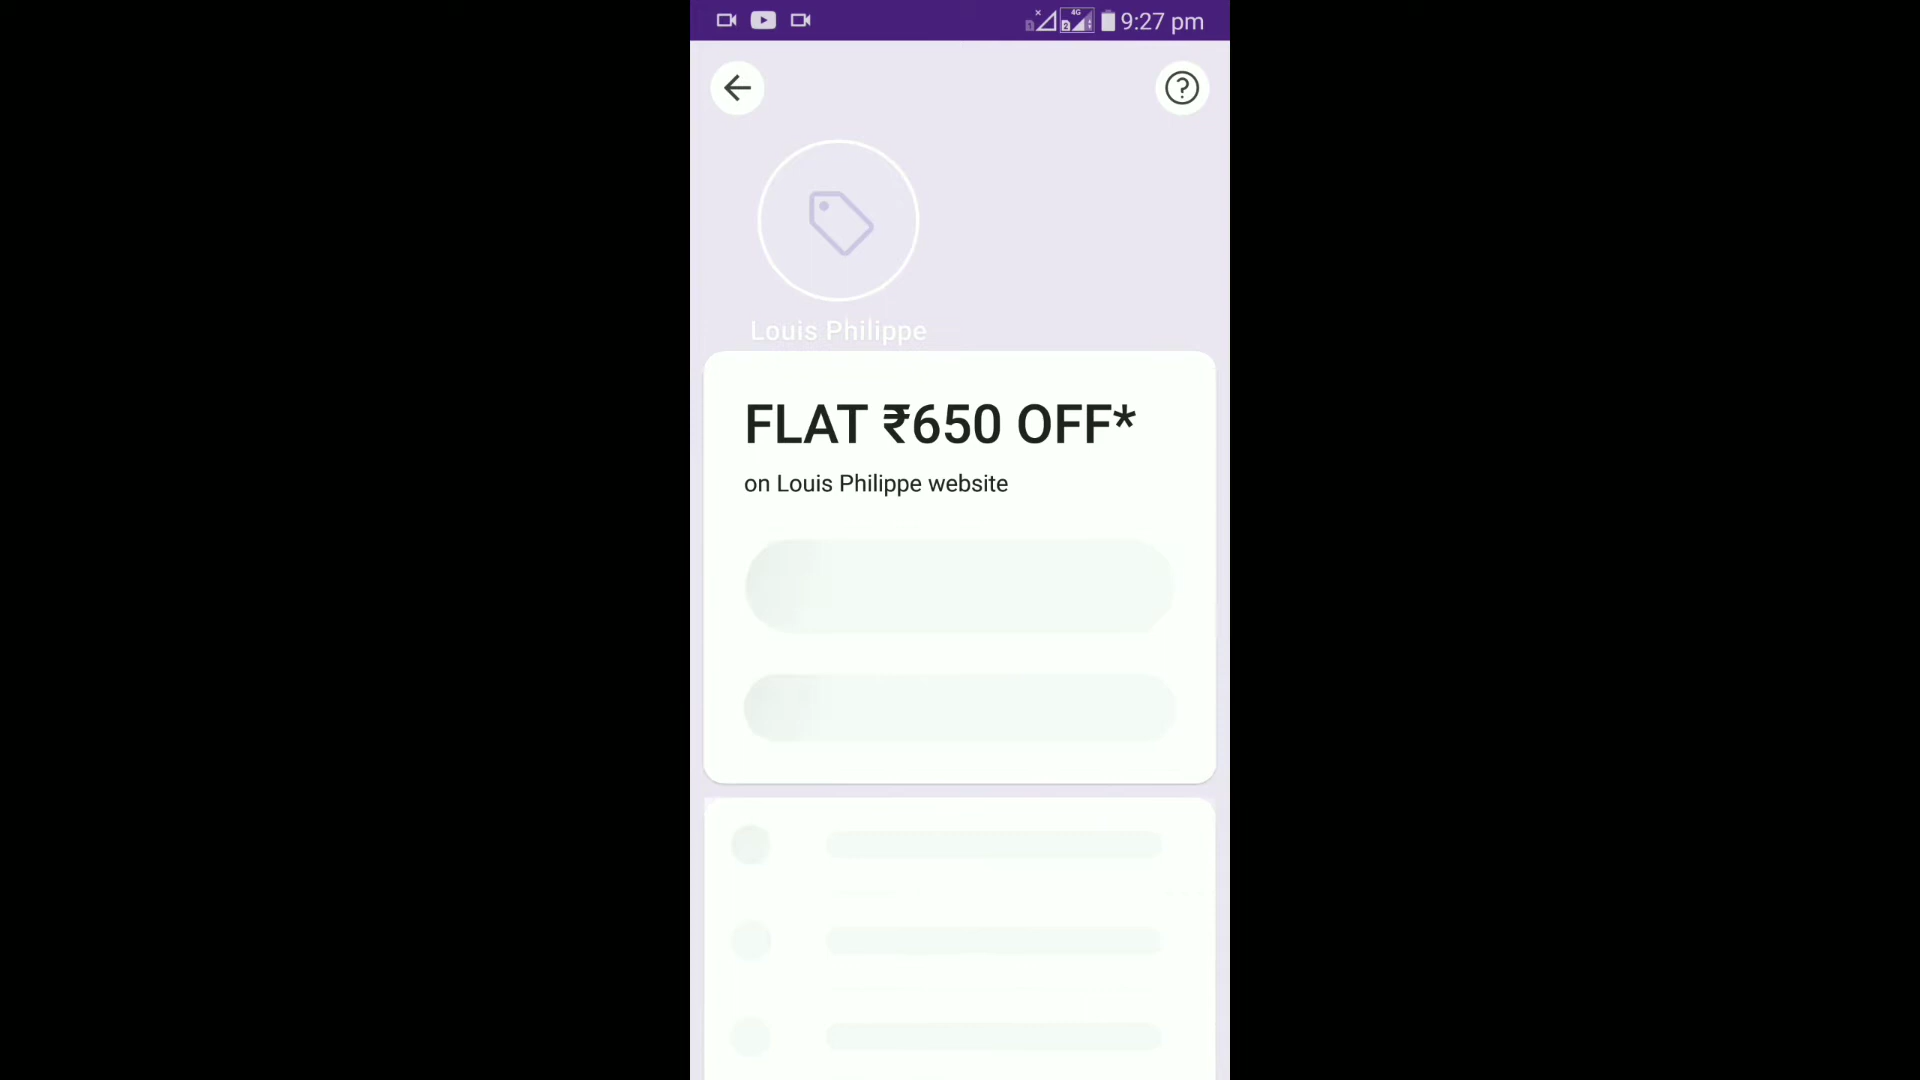 9:27 pm
Louis Philippe
FLAT ₹650 OFF*
on Louis Philippe website